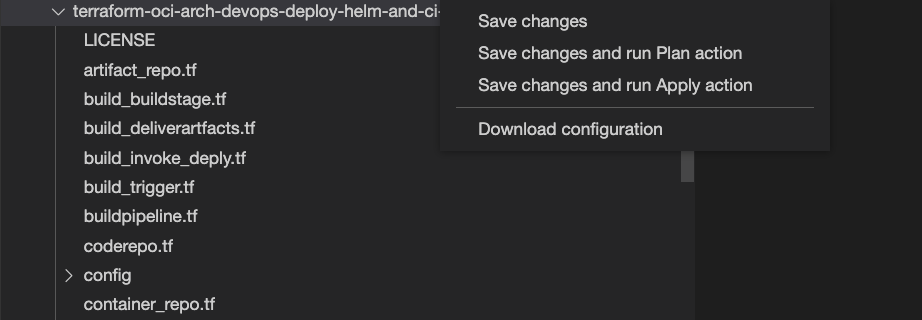 terraform-oci-arch-devops-deploy-helm-and-ci-
LICENSE
artifact_repo.tf
build_buildstage.tf
build_deliverartfacts.tf
build_invoke_deply.tf
build_trigger.tf
buildpipeline.tf
coderepo.tf
config
container_repo.tf
Save changes
Save changes and run Plan action
Save changes and run Apply action
Download configuration